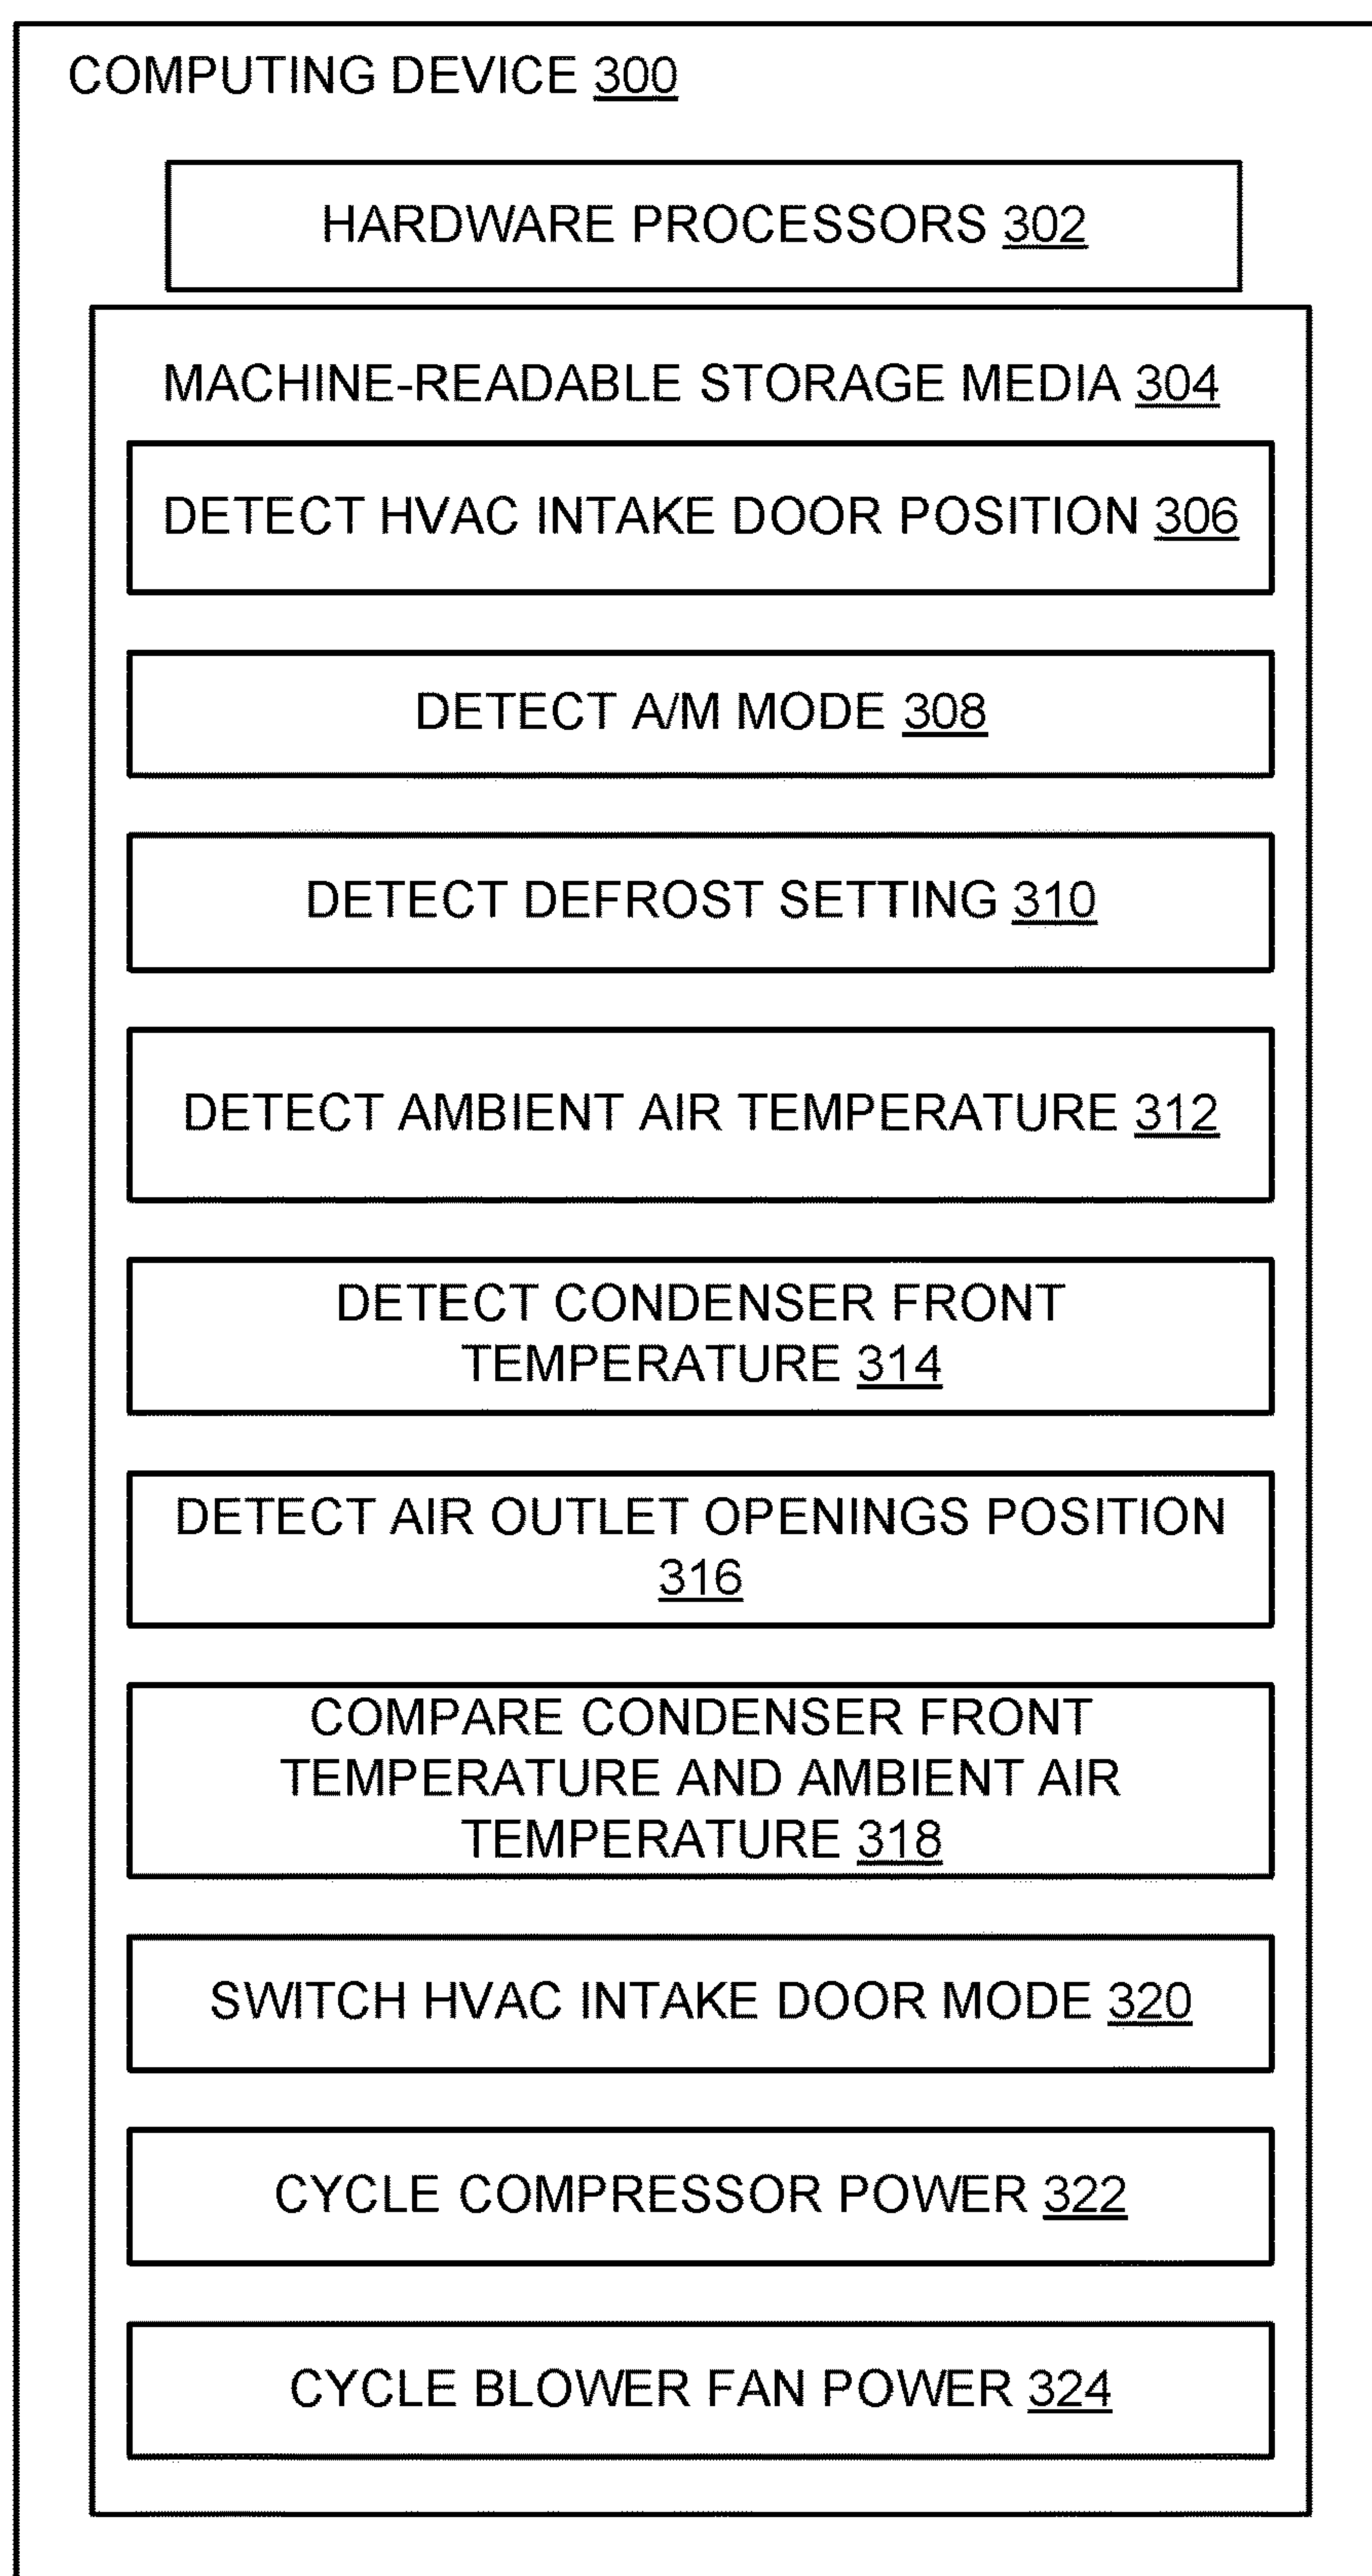 COMPUTING DEVICE 300
HARDWARE PROCESSORS 302
MACHINE-READABLE STORAGE MEDIA 304
DETECT HVAC INTAKE DOOR POSITION 306
DETECT A/M MODE 308
DETECT DEFROST SETTING 310
DETECT AMBIENT AIR TEMPERATURE 312
DETECT CONDENSER FRONT
TEMPERATURE 314
DETECT AIR OUTLET OPENINGS POSITION
316
COMPARE CONDENSER FRONT
TEMPERATURE AND AMBIENT AIR
TEMPERATURE 318
SWITCH HVAC INTAKE DOOR MODE 320
CYCLE COMPRESSOR POWER 322
CYCLE BLOWER FAN POWER 324